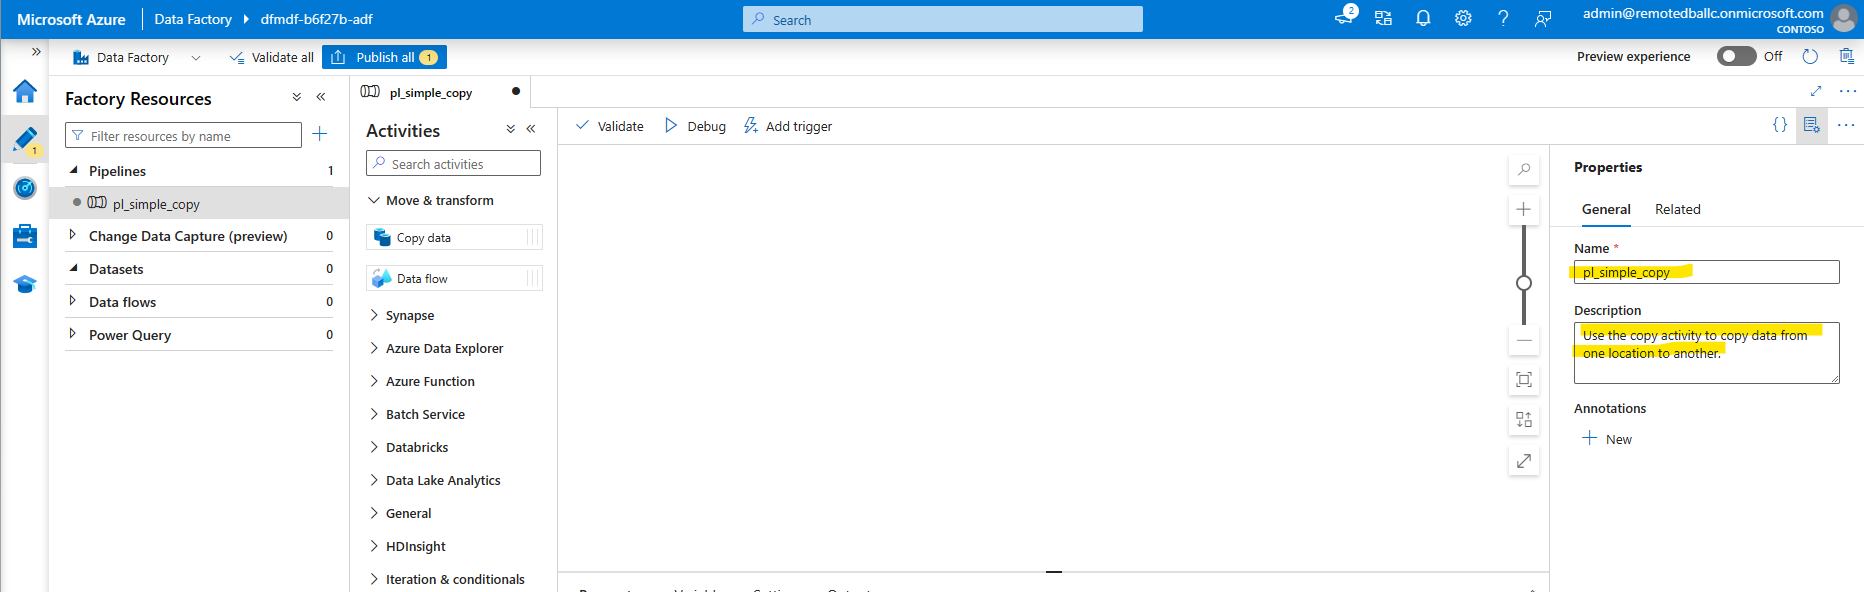 Microsoft Azure Data Factory dfmdf-b6f27b-adf Search 2 admin@remotedballc.onmicrosoft.com
CONTOSO
Data Factory Validate all Publish all 1 Preview experience Off
Factory Resources
Filter resources by name
1
Pipelines 1
pl_simple_copy
Change Data Capture (preview) 0
Datasets 0
Data flows 0
Power Query 0
pl_simple_copy
Activities
Search activities
Move & transform
Copy data
Data flow
Synapse
Azure Data Explorer
Azure Function
Batch Service
Databricks
Data Lake Analytics
General
HDInsight
Iteration & conditionals
Validate Debug Add trigger
{}
Properties
General Related
Name *
pl_simple_copy
Description
Use the copy activity to copy data from
one location to another.
Annotations
New